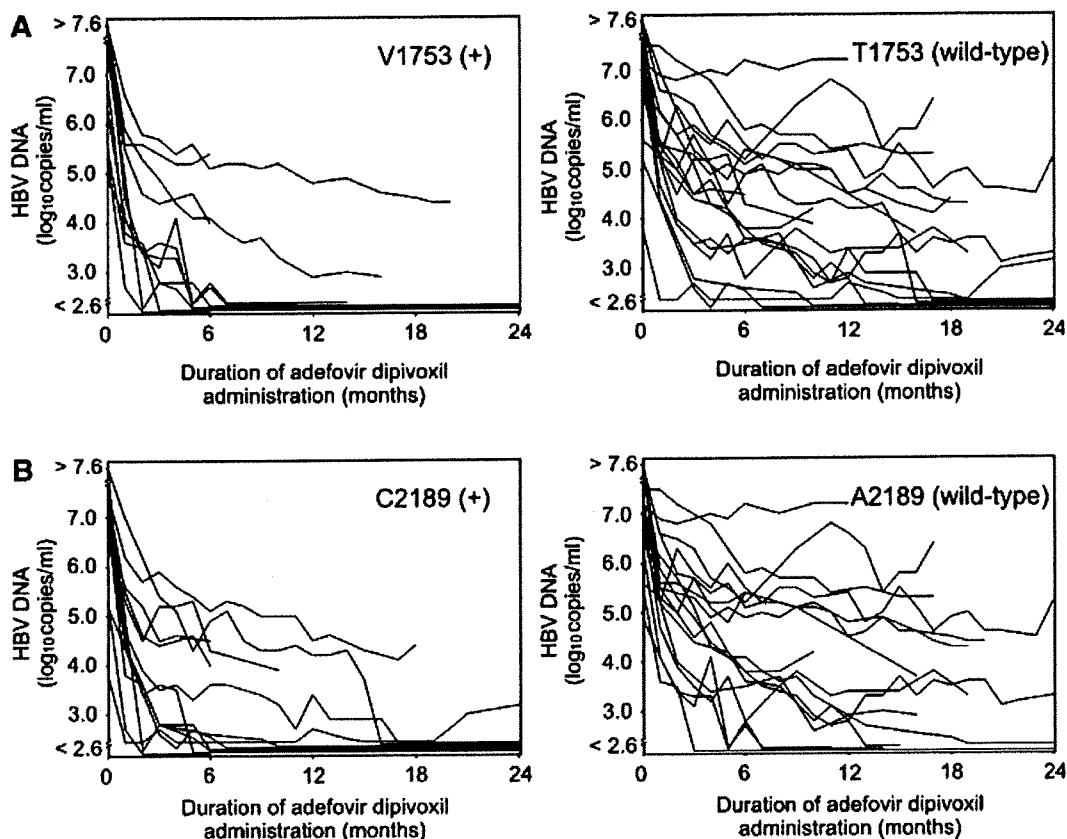 A
V1753 (+)
HBV DNA
(log₁₀copies/ml)
> 7.6
7.0
6.0
5.0
4.0
3.0
< 2.6
0 6 12 18 24
Duration of adefovir dipivoxil
administration (months)
T1753 (wild-type)
HBV DNA
(log₁₀copies/ml)
> 7.6
7.0
6.0
5.0
4.0
3.0
< 2.6
0 6 12 18 24
Duration of adefovir dipivoxil
administration (months)
B
C2189 (+)
HBV DNA
(log₁₀copies/ml)
> 7.6
7.0
6.0
5.0
4.0
3.0
< 2.6
0 6 12 18 24
Duration of adefovir dipivoxil
administration (months)
A2189 (wild-type)
HBV DNA
(log₁₀copies/ml)
> 7.6
7.0
6.0
5.0
4.0
3.0
< 2.6
0 6 12 18 24
Duration of adefovir dipivoxil
administration (months)